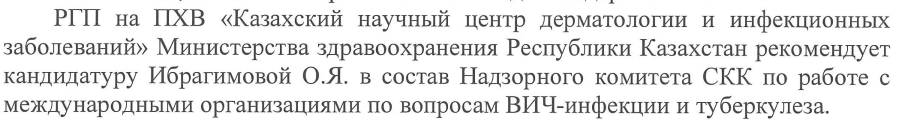 РГП на ПХВ «Казахский научный центр дерматологии и инфекционных
заболеваний» Министерства здравоохранения Республики Казахстан рекомендует
кандидатуру Ибрагимовой О.Я. в состав Надзорного комитета СКК по работе с
международными организациями по вопросам ВИЧ-инфекции и туберкулеза.